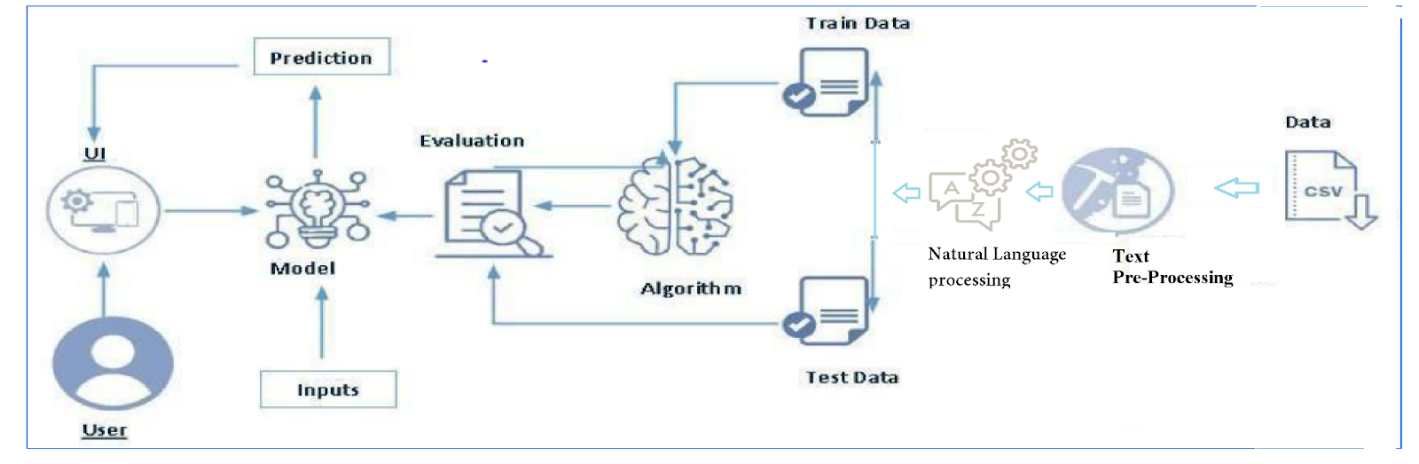 Train Data
Prediction
Data
Evaluation
UI
CSV
A
Z
Natural Language
processing
Text
Pre-Processing
Model
Algorithm
Inputs
Test Data
User